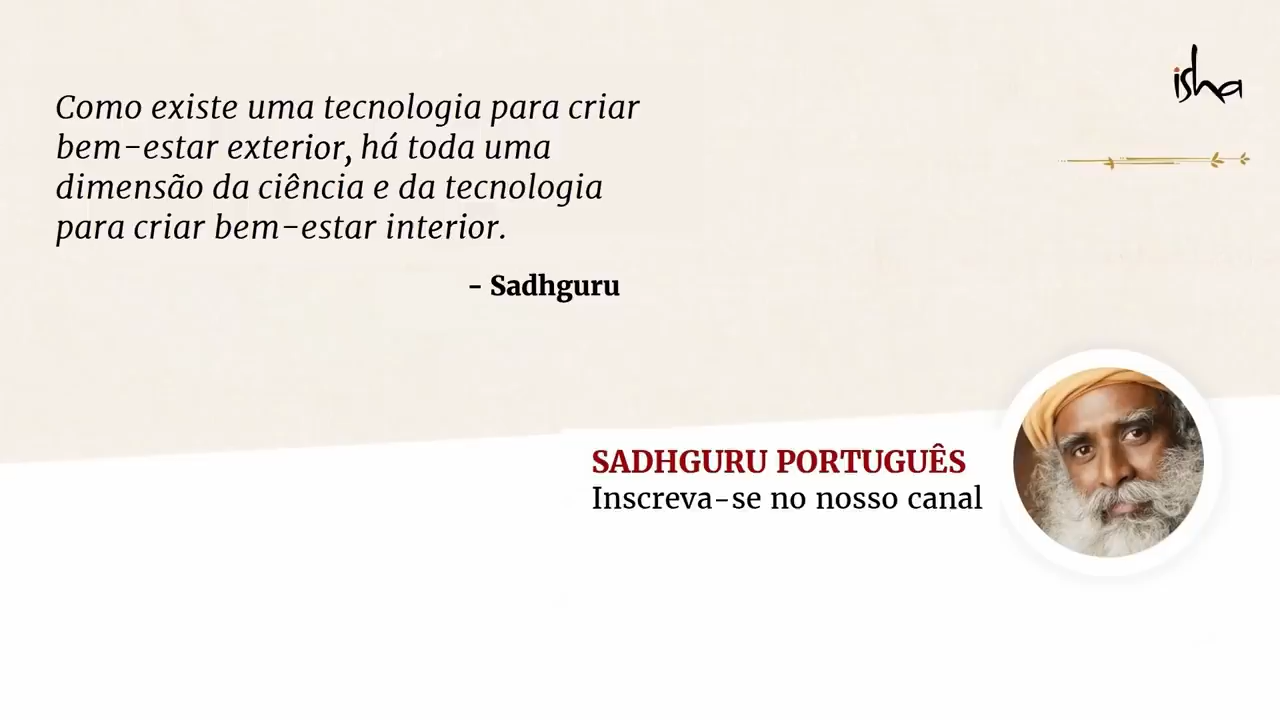 isha
Como existe uma tecnologia para criar
bem-estar exterior, há toda uma
dimensão da ciência e da tecnologia
para criar bem-estar interior.
- Sadhguru
SADHGURU PORTUGUÊS
Inscreva-se no nosso canal